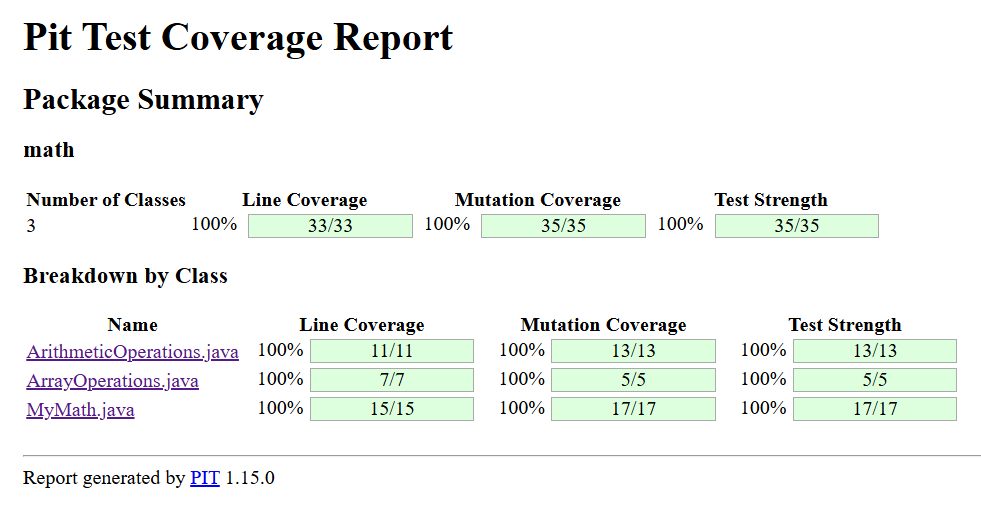 Pit Test Coverage Report
Package Summary
math
Number of Classes Line Coverage Mutation Coverage Test Strength
3 100% 33/33 100% 35/35 100% 35/35
Breakdown by Class
Name Line Coverage Mutation Coverage Test Strength
ArithmeticOperations.java 100% 11/11 100% 13/13 100% 13/13
ArrayOperations.java 100% 7/7 100% 5/5 100% 5/5
MyMath.java 100% 15/15 100% 17/17 100% 17/17
Report generated by PIT 1.15.0